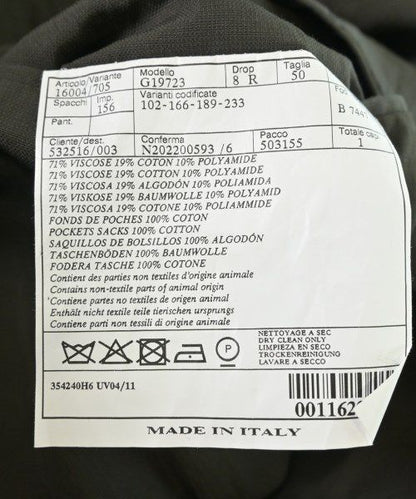 Articolo/Variante Modello Drop Taglia
16004/705 G19723 8 R 50
Spacchi Imp. Varianti codificate
156 102-166-189-233
Pant.
Cliente/dest. Conferma Pacco Totale
532516/003 N202200593 /6 503155 1
71% VISCOSE 19% COTON 10% POLYAMIDE
71% VISCOSE 19% COTTON 10% POLYAMIDE
71% VISCOSA 19% ALGODÓN 10% POLIAMIDA
71% VISKOSE 19% BAUMWOLLE 10% POLYAMID
71% VISCOSA 19% COTONE 10% POLIAMMIDE
FONDS DE POCHES 100% COTON
POCKETS SACKS 100% COTTON
SAQUILLOS DE BOLSILLOS 100% ALGODÓN
TASCHENBÖDEN 100% BAUMWOLLE
FODERA TASCHE 100% COTONE
Contient des parties non textiles d'origine animale
Contains non-textile parts of animal origin
Contiene partes no textiles de origen animal
Enthält nicht textile teile tierischen ursprungs
Contiene parti non tessili di origine animale
P
NETTOYAGE A SEC
DRY CLEAN ONLY
LIMPIEZA EN SECO
TROCKENREINIGUNG
LAVARE A SECCO
354240H6 UV04/11
001162
MADE IN ITALY